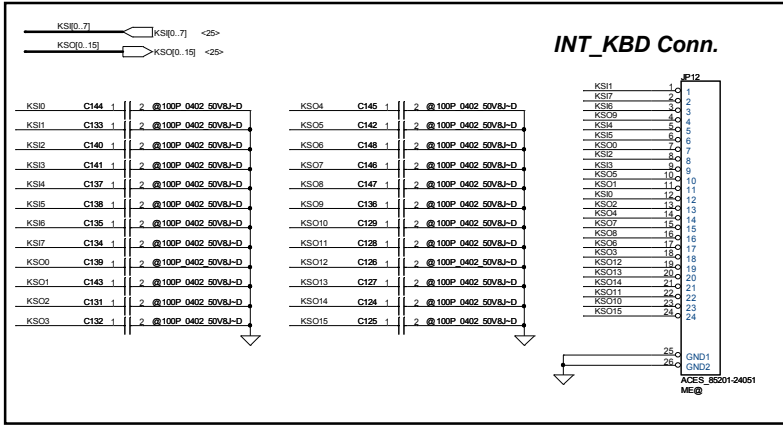 KSI[0..7] KSI[0..7] <25>
KSO[0..15] KSO[0..15] <25>
INT_KBD Conn.
KSI0 C144 1 2 @100P_0402_50V8J~D
KSI1 C133 1 2 @100P_0402_50V8J~D
KSI2 C140 1 2 @100P_0402_50V8J~D
KSI3 C141 1 2 @100P_0402_50V8J~D
KSI4 C137 1 2 @100P_0402_50V8J~D
KSI5 C138 1 2 @100P_0402_50V8J~D
KSI6 C135 1 2 @100P_0402_50V8J~D
KSI7 C134 1 2 @100P_0402_50V8J~D
KSO0 C139 1 2 @100P_0402_50V8J~D
KSO1 C143 1 2 @100P_0402_50V8J~D
KSO2 C131 1 2 @100P_0402_50V8J~D
KSO3 C132 1 2 @100P_0402_50V8J~D
KSO4 C145 1 2 @100P_0402_50V8J~D
KSO5 C142 1 2 @100P_0402_50V8J~D
KSO6 C148 1 2 @100P_0402_50V8J~D
KSO7 C146 1 2 @100P_0402_50V8J~D
KSO8 C147 1 2 @100P_0402_50V8J~D
KSO9 C136 1 2 @100P_0402_50V8J~D
KSO10 C129 1 2 @100P_0402_50V8J~D
KSO11 C128 1 2 @100P_0402_50V8J~D
KSO12 C126 1 2 @100P_0402_50V8J~D
KSO13 C127 1 2 @100P_0402_50V8J~D
KSO14 C124 1 2 @100P_0402_50V8J~D
KSO15 C125 1 2 @100P_0402_50V8J~D
JP12
KSI1 1 1
KSI7 2 2
KSI6 3 3
KSO9 4 4
KSI4 5 5
KSI5 6 6
KSO0 7 7
KSI2 8 8
KSI3 9 9
KSO5 10 10
KSO1 11 11
KSI0 12 12
KSO2 13 13
KSO4 14 14
KSO7 15 15
KSO8 16 16
KSO6 17 17
KSO3 18 18
KSO12 19 19
KSO13 20 20
KSO14 21 21
KSO11 22 22
KSO10 23 23
KSO15 24 24
25 GND1
26 GND2
ACES_85201-24051
ME@